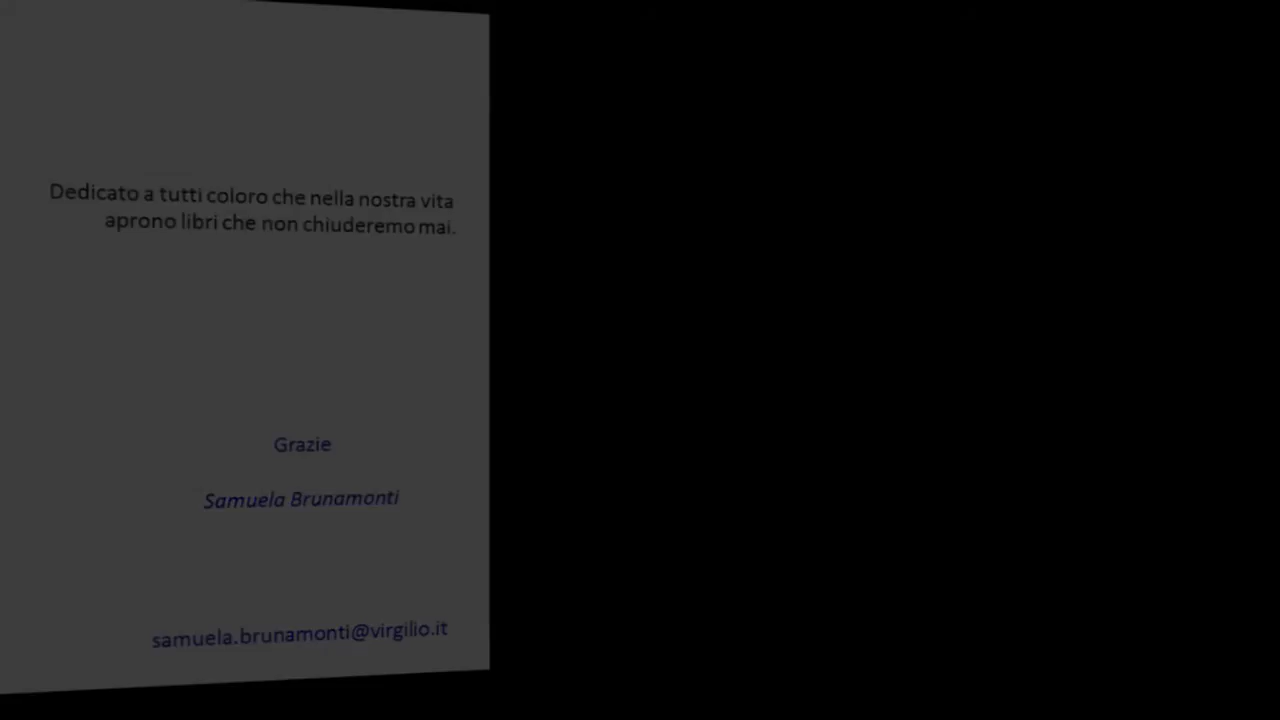 Dedicato a tutti coloro che nella nostra vita
aprono libri che non chiuderemo mai.
Grazie
Samuela Brunamonti
samuela.brunamonti@virgilio.it